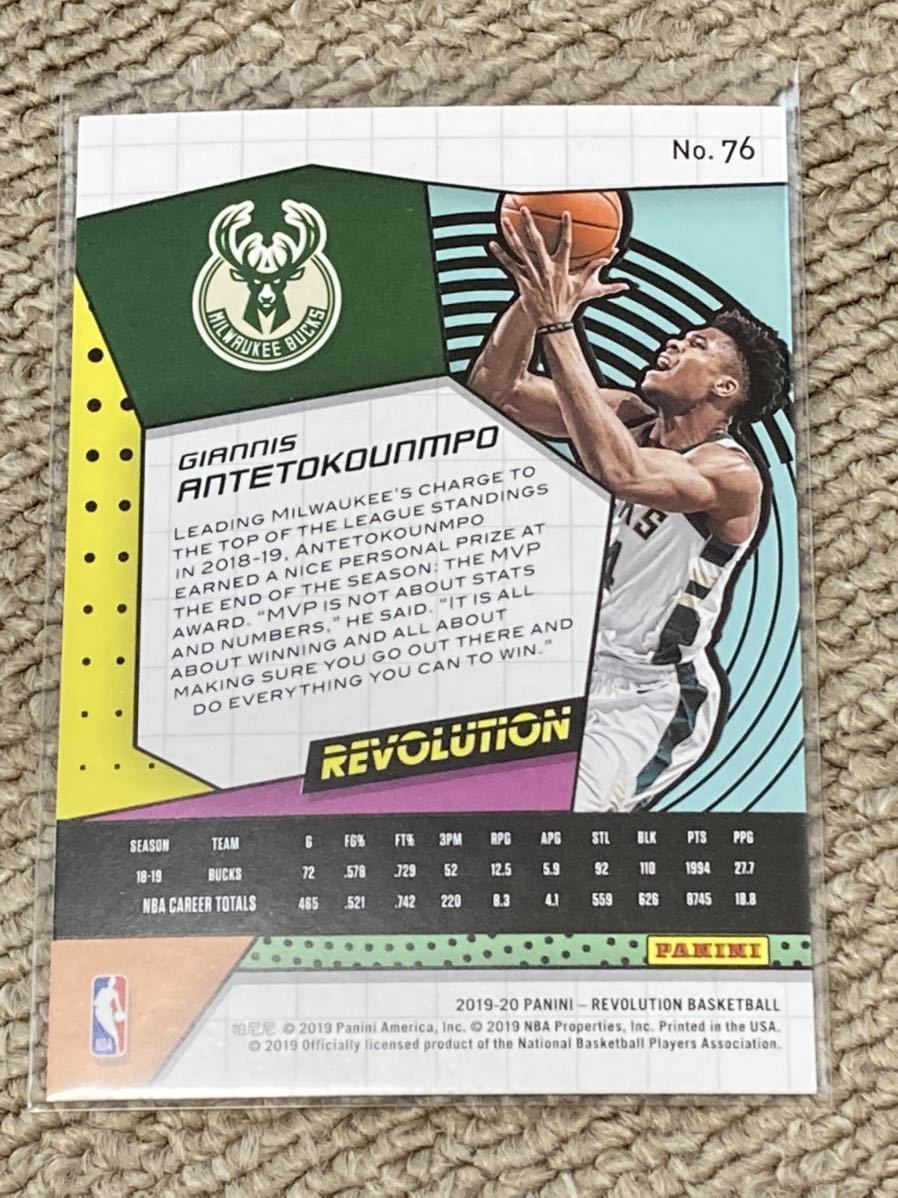 No. 76
MILWAUKEE BUCKS
GIANNIS
ANTETOKOUNMPO
LEADING MILWAUKEE'S CHARGE TO
THE TOP OF THE LEAGUE STANDINGS
IN 2018-19, ANTETOKOUNMPO
EARNED A NICE PERSONAL PRIZE AT
THE END OF THE SEASON: THE MVP
AWARD. "MVP IS NOT ABOUT STATS
AND NUMBERS," HE SAID. "IT IS ALL
ABOUT WINNING AND ALL ABOUT
MAKING SURE YOU GO OUT THERE AND
DO EVERYTHING YOU CAN TO WIN."
REVOLUTION
SEASON TEAM G FG% FT% 3PM RPG APG STL BLK PTS PPG
18-19 BUCKS 72 .578 .729 52 12.5 5.9 92 110 1994 27.7
NBA CAREER TOTALS 465 .521 .742 220 8.3 4.1 559 626 8745 18.8
PANINI
NBA
2019-20 PANINI – REVOLUTION BASKETBALL
帕尼尼 © 2019 Panini America, Inc. © 2019 NBA Properties, Inc. Printed in the USA.
© 2019 Officially licensed product of the National Basketball Players Association.